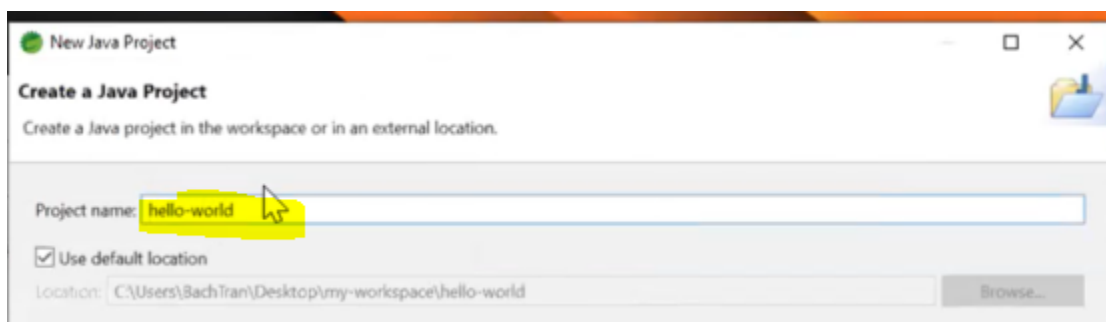 New Java Project
Create a Java Project
Create a Java project in the workspace or in an external location.
Project name: hello-world
Use default location
Location: C:\Users\BachTran\Desktop\my-workspace\hello-world Browse...